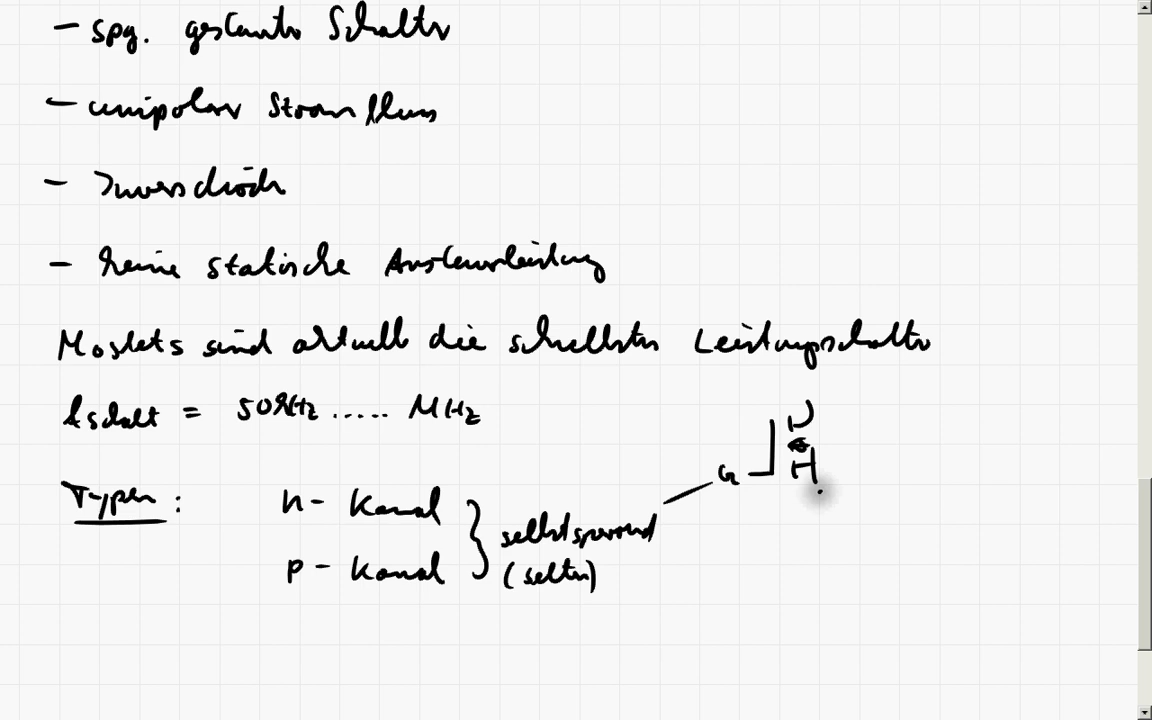 - spg. gesteuerter Schalter
- unipolarer Stromfluss
- Inversdiode
- keine statische Ansteuerleistung
Mosfets sind aktuell die schnellsten Leistungsschalter
fschalt = 50kHz ..... MHz
Typen : n - Kanal
p - Kanal
selbstsperrend
(selten)
G